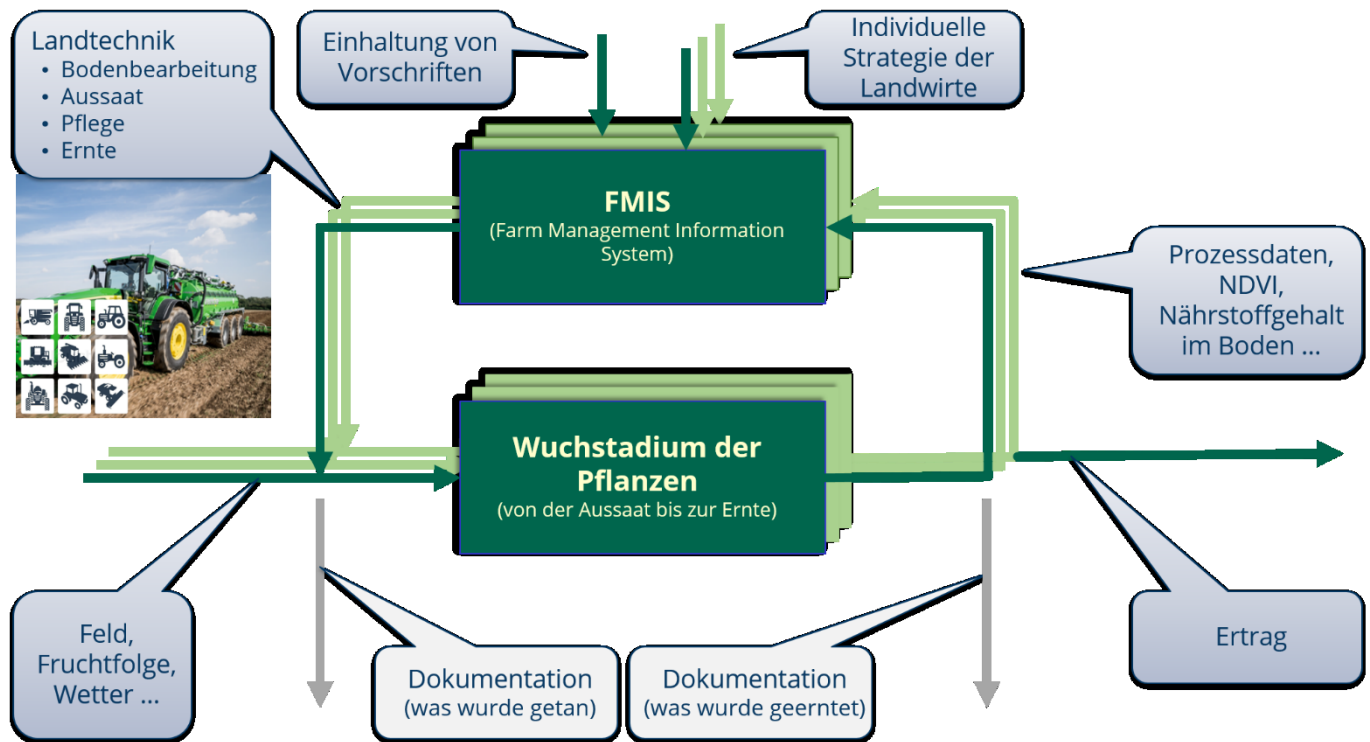 Landtechnik
• Bodenbearbeitung
• Aussaat
• Pflege
• Ernte
Einhaltung von
Vorschriften
Individuelle
Strategie der
Landwirte
FMIS
(Farm Management Information
System)
Prozessdaten,
NDVI,
Nährstoffgehalt
im Boden ...
Wuchstadium der
Pflanzen
(von der Aussaat bis zur Ernte)
Feld,
Fruchtfolge,
Wetter ...
Dokumentation
(was wurde getan)
Dokumentation
(was wurde geerntet)
Ertrag